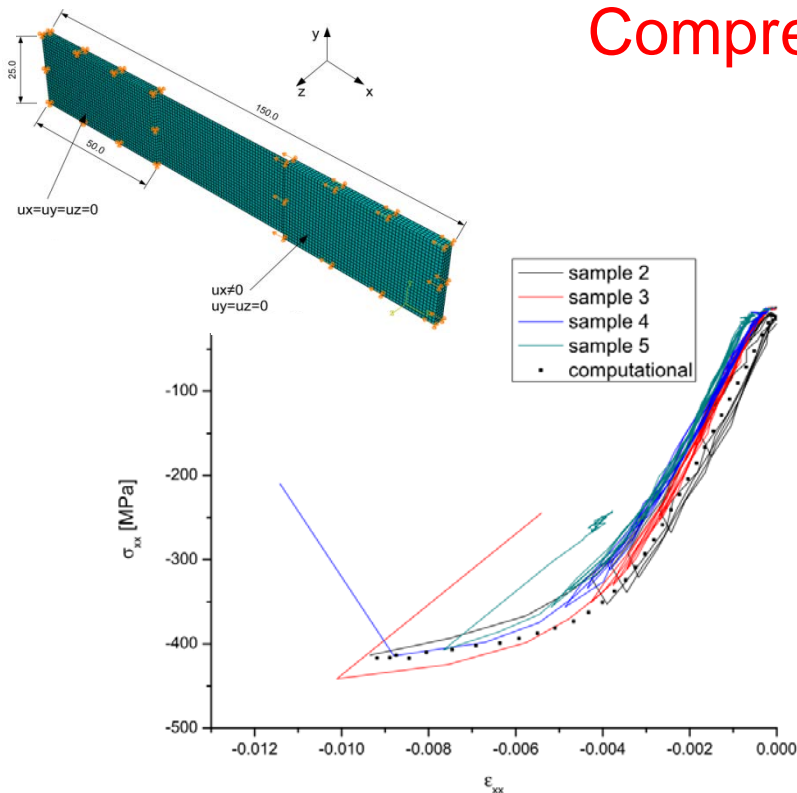 Compre
y
z
x
25.0
150.0
50.0
ux=uy=uz=0
ux≠0
uy=uz=0
sample 2
sample 3
sample 4
sample 5
computational
-100
-200
-300
-400
-500
σxx [MPa]
-0.012
-0.010
-0.008
-0.006
-0.004
-0.002
0.000
εxx